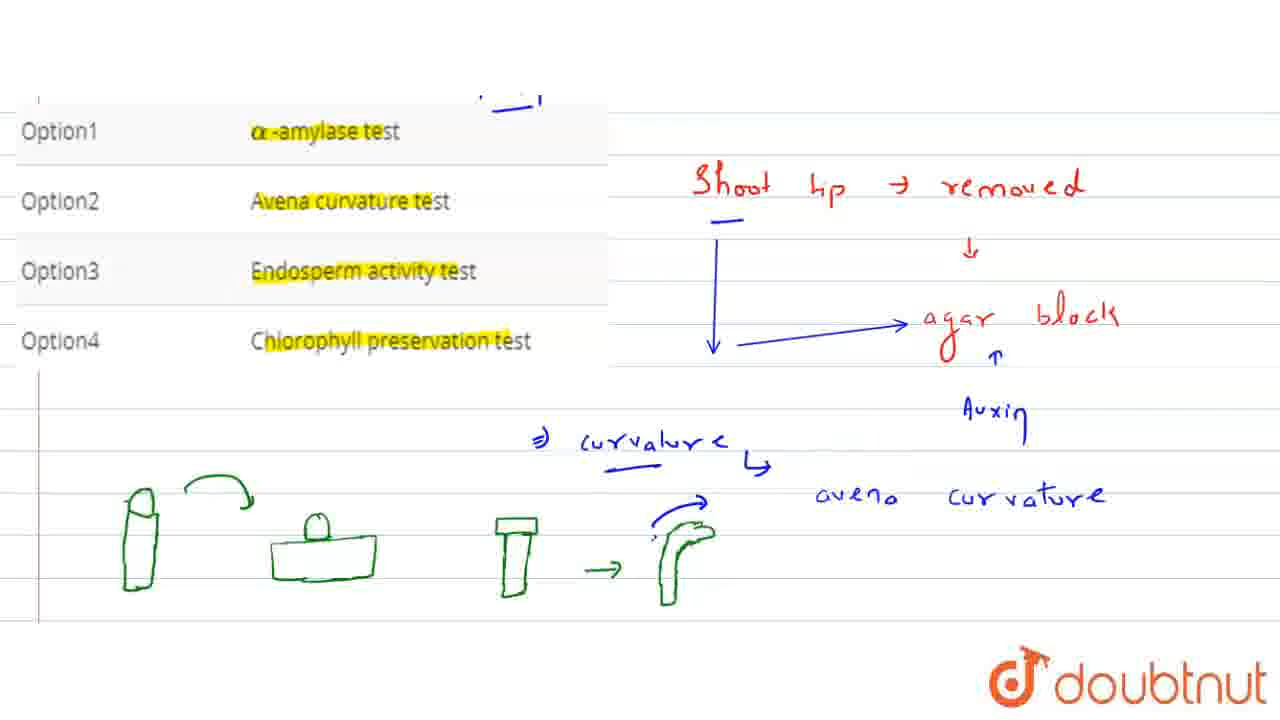 Option1 α-amylase test
Option2 Avena curvature test
Option3 Endosperm activity test
Option4 Chlorophyll preservation test
Shoot tip → removed
↓
agar block
↑
Auxin
⇒ curvature
avena curvature
→
doubtnut